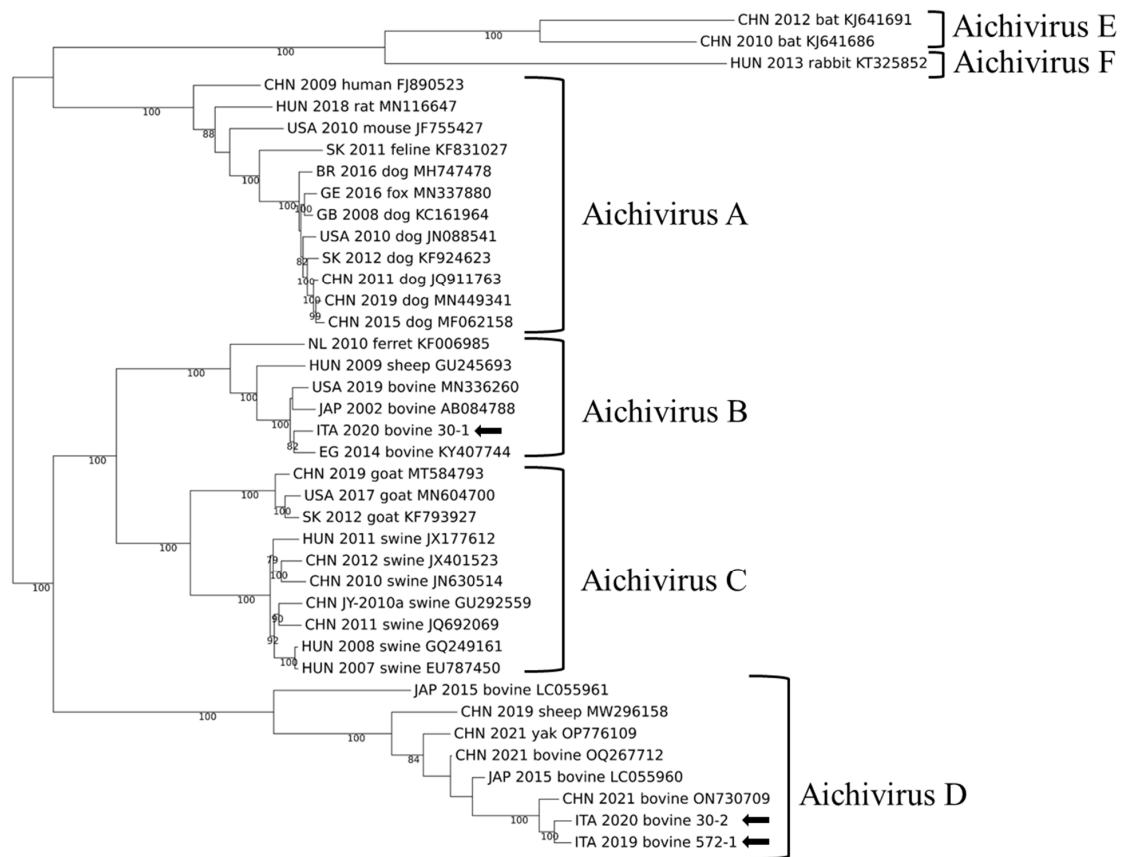 CHN 2012 bat KJ641691
CHN 2010 bat KJ641686
Aichivirus E
100
100
HUN 2013 rabbit KT325852
Aichivirus F
CHN 2009 human FJ890523
100
HUN 2018 rat MN116647
88
USA 2010 mouse JF755427
SK 2011 feline KF831027
100
BR 2016 dog MH747478
GE 2016 fox MN337880
100
100
GB 2008 dog KC161964
Aichivirus A
USA 2010 dog JN088541
SK 2012 dog KF924623
82
CHN 2011 dog JQ911763
100
CHN 2019 dog MN449341
100
CHN 2015 dog MF062158
99
NL 2010 ferret KF006985
100
HUN 2009 sheep GU245693
USA 2019 bovine MN336260
100
JAP 2002 bovine AB084788
Aichivirus B
100
ITA 2020 bovine 30-1
82
EG 2014 bovine KY407744
100
CHN 2019 goat MT584793
100
USA 2017 goat MN604700
100
SK 2012 goat KF793927
HUN 2011 swine JX177612
100
79
CHN 2012 swine JX401523
100
CHN 2010 swine JN630514
Aichivirus C
100
100
CHN JY-2010a swine GU292559
90
CHN 2011 swine JQ692069
92
HUN 2008 swine GQ249161
100
HUN 2007 swine EU787450
JAP 2015 bovine LC055961
100
CHN 2019 sheep MW296158
100
CHN 2021 yak OP776109
84
CHN 2021 bovine OQ267712
JAP 2015 bovine LC055960
CHN 2021 bovine ON730709
Aichivirus D
100
ITA 2020 bovine 30-2
100
ITA 2019 bovine 572-1